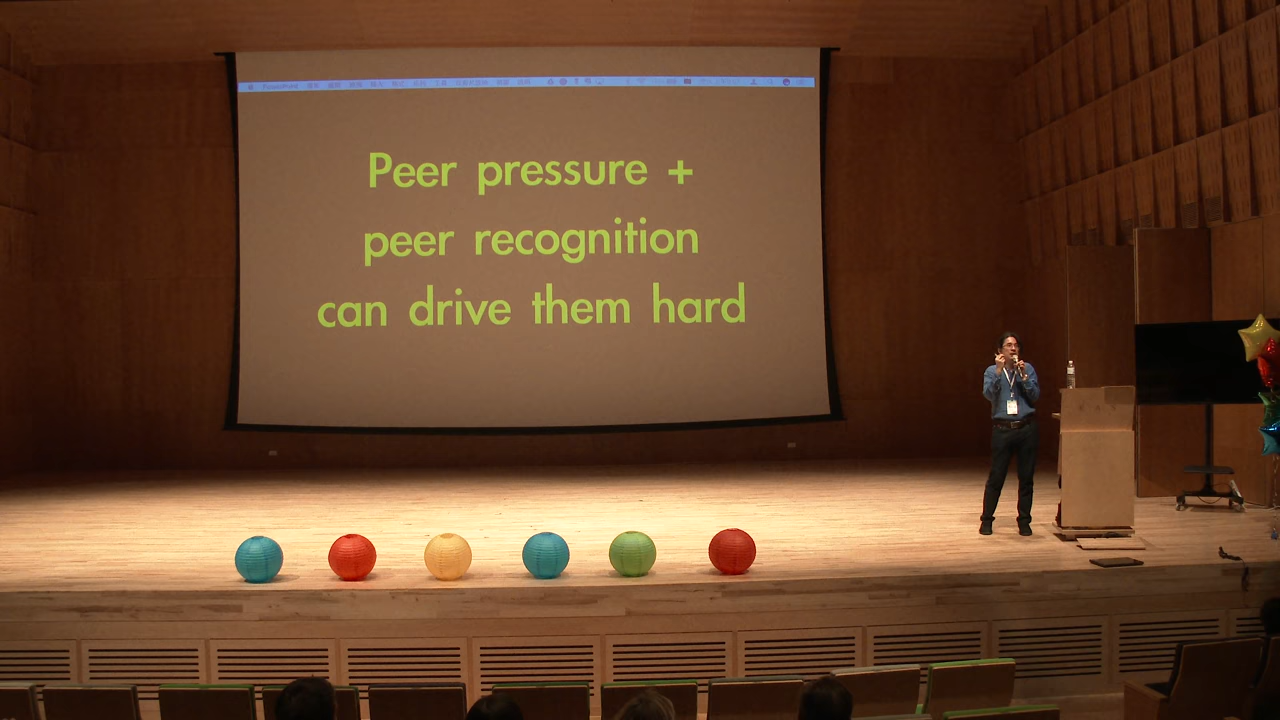 Peer pressure +
peer recognition
can drive them hard